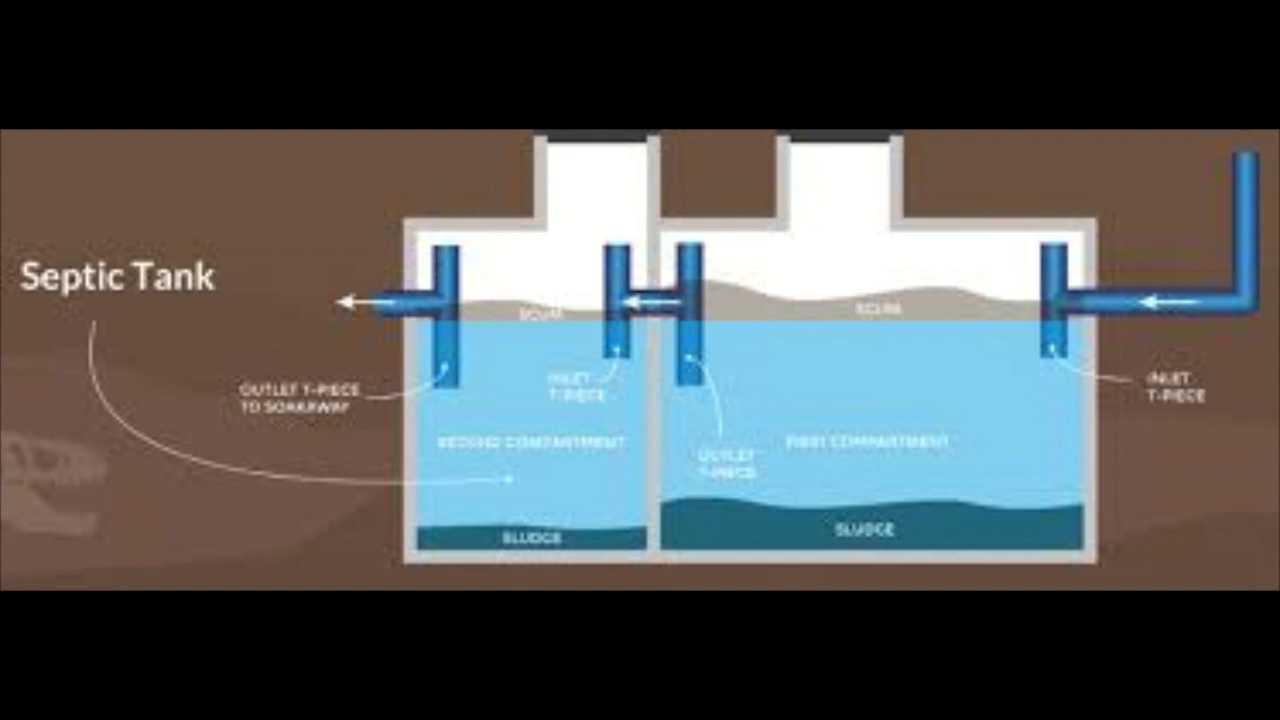 Septic Tank
SCUM
SCUM
OUTLET T-PIECE
TO SOAKAWAY
INLET
T-PIECE
INLET
T-PIECE
SECOND COMPARTMENT
OUTLET
T-PIECE
FIRST COMPARTMENT
SLUDGE
SLUDGE